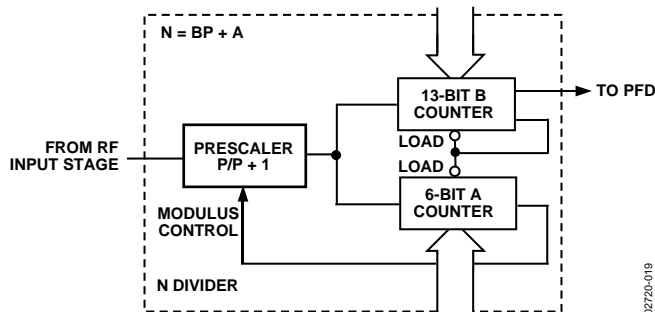 N = BP + A
13-BIT B
COUNTER
TO PFD
LOAD
FROM RF
INPUT STAGE
PRESCALER
P/P + 1
LOAD
6-BIT A
COUNTER
MODULUS
CONTROL
N DIVIDER
02720-019